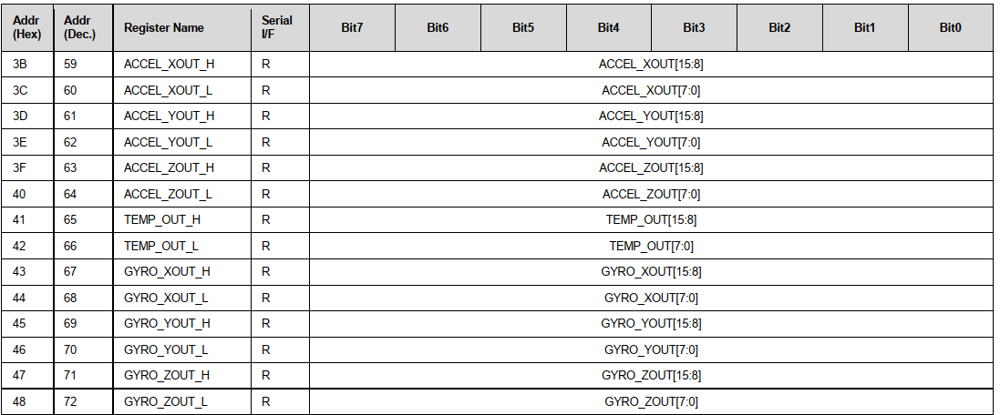 Addr (Hex) Addr (Dec.) Register Name Serial I/F Bit7 Bit6 Bit5 Bit4 Bit3 Bit2 Bit1 Bit0
3B 59 ACCEL_XOUT_H R ACCEL_XOUT[15:8]
3C 60 ACCEL_XOUT_L R ACCEL_XOUT[7:0]
3D 61 ACCEL_YOUT_H R ACCEL_YOUT[15:8]
3E 62 ACCEL_YOUT_L R ACCEL_YOUT[7:0]
3F 63 ACCEL_ZOUT_H R ACCEL_ZOUT[15:8]
40 64 ACCEL_ZOUT_L R ACCEL_ZOUT[7:0]
41 65 TEMP_OUT_H R TEMP_OUT[15:8]
42 66 TEMP_OUT_L R TEMP_OUT[7:0]
43 67 GYRO_XOUT_H R GYRO_XOUT[15:8]
44 68 GYRO_XOUT_L R GYRO_XOUT[7:0]
45 69 GYRO_YOUT_H R GYRO_YOUT[15:8]
46 70 GYRO_YOUT_L R GYRO_YOUT[7:0]
47 71 GYRO_ZOUT_H R GYRO_ZOUT[15:8]
48 72 GYRO_ZOUT_L R GYRO_ZOUT[7:0]